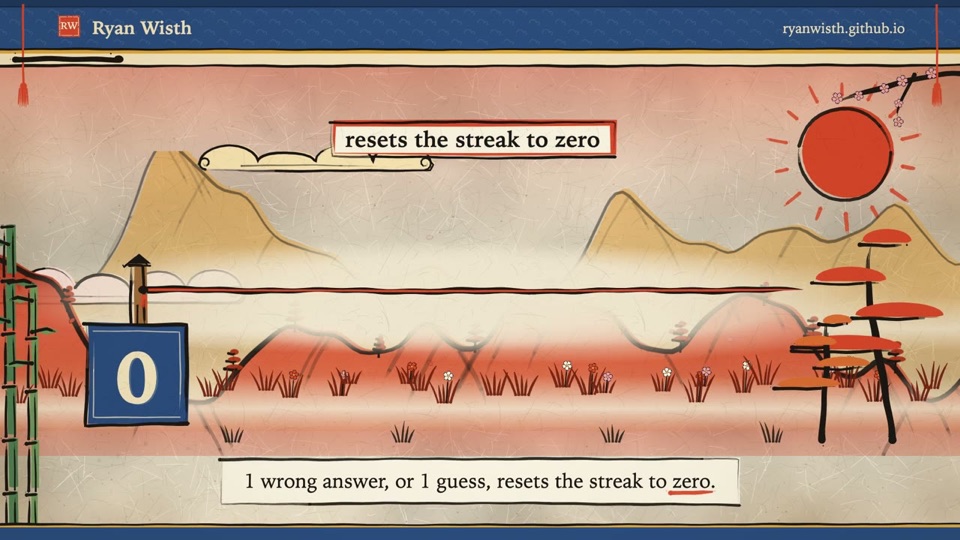 RW
Ryan Wisth
ryanwisth.github.io
resets the streak to zero
0
1 wrong answer, or 1 guess, resets the streak to zero.